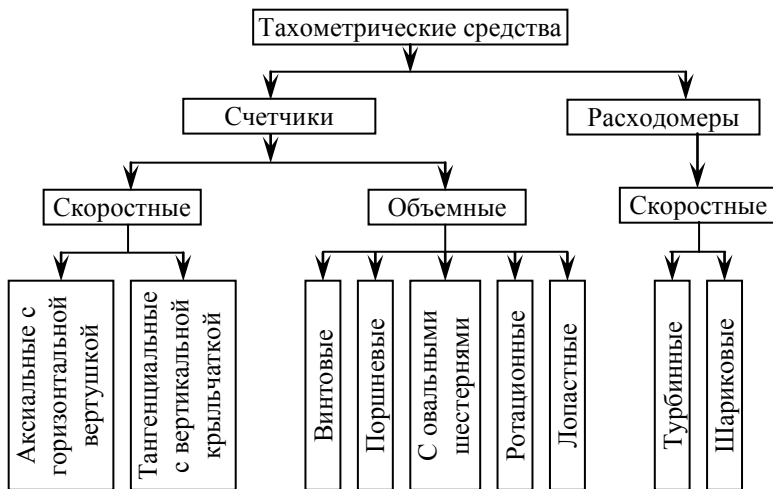 Тахометрические средства
Счетчики
Расходомеры
Скоростные
Объемные
Скоростные
Аксиальные с
горизонтальной
вертушкой
Тангенциальные
с вертикальной
крыльчаткой
Винтовые
Поршневые
С овальными
шестернями
Ротационные
Лопастные
Турбинные
Шариковые